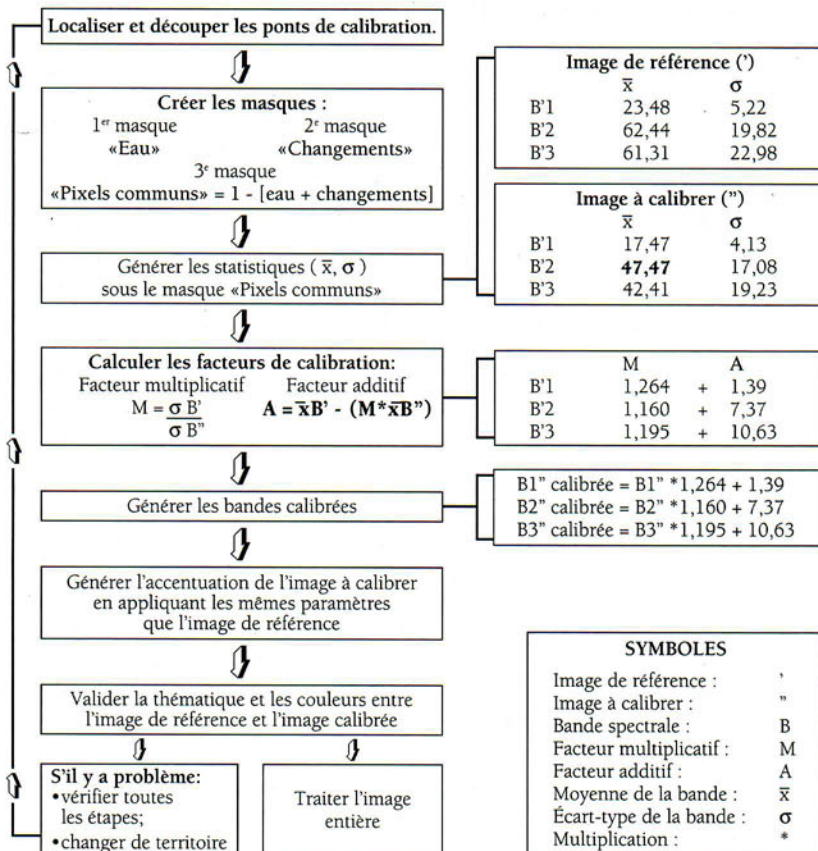 Localiser et découper les ponts de calibration.
Créer les masques :
1er masque 2e masque
«Eau» «Changements»
3e masque
«Pixels communs» = 1 - [eau + changements]
Générer les statistiques ( x̅, σ )
sous le masque «Pixels communs»
Image de référence (')
x̅ σ
B'1 23,48 5,22
B'2 62,44 19,82
B'3 61,31 22,98
Image à calibrer (")
x̅ σ
B'1 17,47 4,13
B'2 47,47 17,08
B'3 42,41 19,23
Calculer les facteurs de calibration:
Facteur multiplicatif Facteur additif
M = σ B' A = x̅B' - (M*x̅B")
σ B"
M A
B'1 1,264 + 1,39
B'2 1,160 + 7,37
B'3 1,195 + 10,63
Générer les bandes calibrées
B1" calibrée = B1" *1,264 + 1,39
B2" calibrée = B2" *1,160 + 7,37
B3" calibrée = B3" *1,195 + 10,63
Générer l'accentuation de l'image à calibrer
en appliquant les mêmes paramètres
que l'image de référence
Valider la thématique et les couleurs entre
l'image de référence et l'image calibrée
S'il y a problème:
•vérifier toutes
les étapes;
•changer de territoire
Traiter l'image
entière
SYMBOLES
Image de référence : '
Image à calibrer : "
Bande spectrale : B
Facteur multiplicatif : M
Facteur additif : A
Moyenne de la bande : x̅
Écart-type de la bande : σ
Multiplication : *